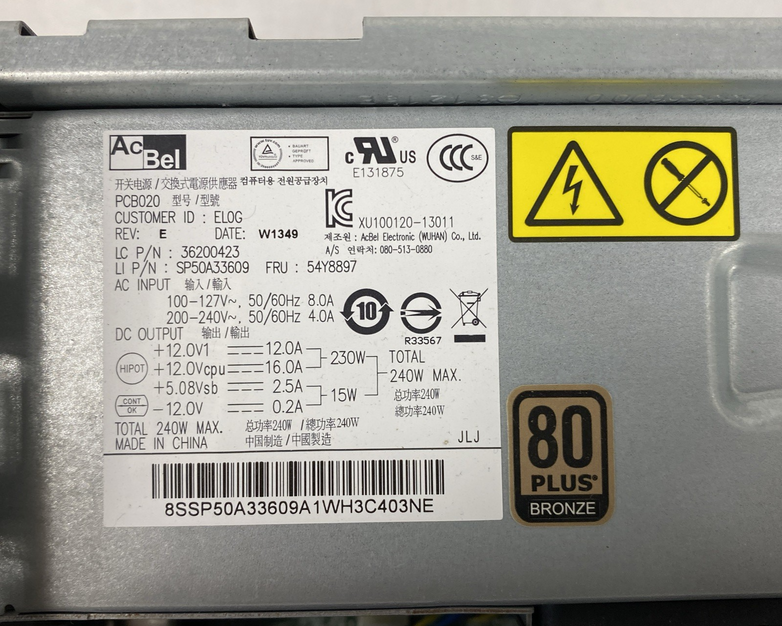 AcBel
BAUART GEPRÜFT
TYPE APPROVED
c RU® US
E131875
CCC S&E
开关电源 / 交換式電源供應器 컴퓨터용 전원공급장치
PCB020 型号 / 型號
CUSTOMER ID : ELOG
REV: E DATE: W1349
XU100120-13011
제조원 : AcBel Electronic (WUHAN) Co., Ltd.
A/S 연락처: 080-513-0880
LC P/N : 36200423
LI P/N : SP50A33609 FRU : 54Y8897
AC INPUT 输入 / 輸入
100-127V~, 50/60Hz 8.0A
200-240V~, 50/60Hz 4.0A
10
R33567
DC OUTPUT 输出 / 輸出
HIPOT
+12.0V1 12.0A
+12.0Vcpu 16.0A
230W
+5.08Vsb 2.5A
-12.0V 0.2A
15W
CONT OK
TOTAL
240W MAX.
总功率240W
總功率240W
TOTAL 240W MAX. 总功率240W / 總功率240W
MADE IN CHINA 中国制造 / 中國製造 JLJ
8SSP50A33609A1WH3C403NE
80
PLUS®
BRONZE